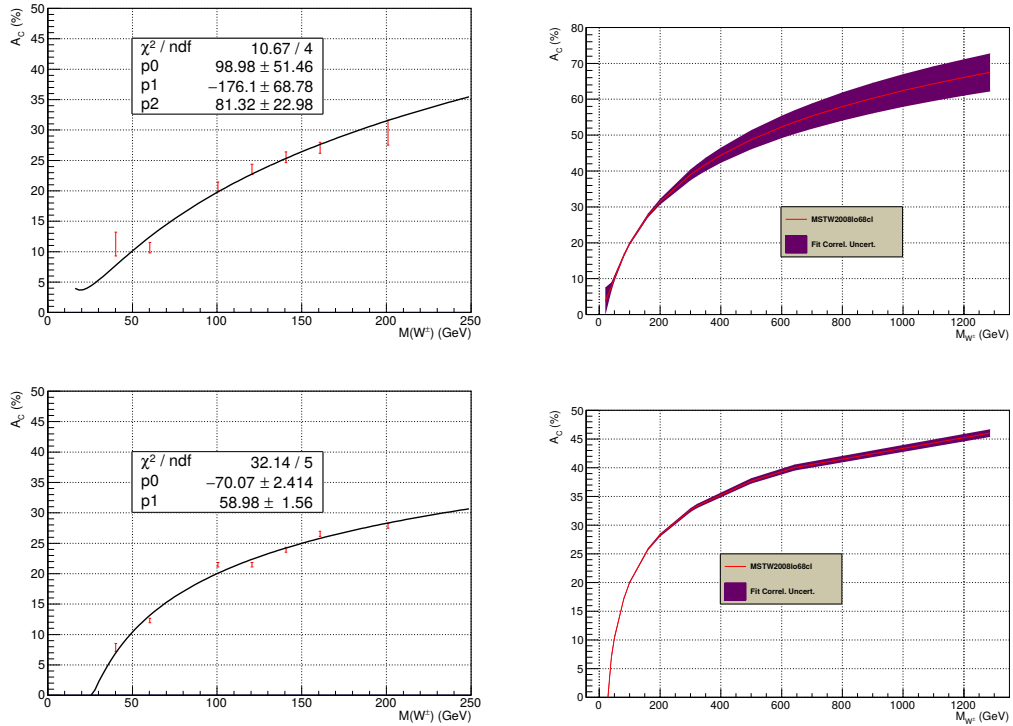 A_C (%)
50
45
40
35
30
25
20
15
10
5
0
χ² / ndf 10.67 / 4
p0 98.98 ± 51.46
p1 −176.1 ± 68.78
p2 81.32 ± 22.98
0 50 100 150 200 250
M(W±) (GeV)
A_C (%)
80
70
60
50
40
30
20
10
0
MSTW2008lo68cl
Fit Correl. Uncert.
0 200 400 600 800 1000 1200
M_W± (GeV)
A_C (%)
50
45
40
35
30
25
20
15
10
5
0
χ² / ndf 32.14 / 5
p0 −70.07 ± 2.414
p1 58.98 ± 1.56
0 50 100 150 200 250
M(W±) (GeV)
A_C (%)
50
45
40
35
30
25
20
15
10
5
0
MSTW2008lo68cl
Fit Correl. Uncert.
0 200 400 600 800 1000 1200
M_W± (GeV)